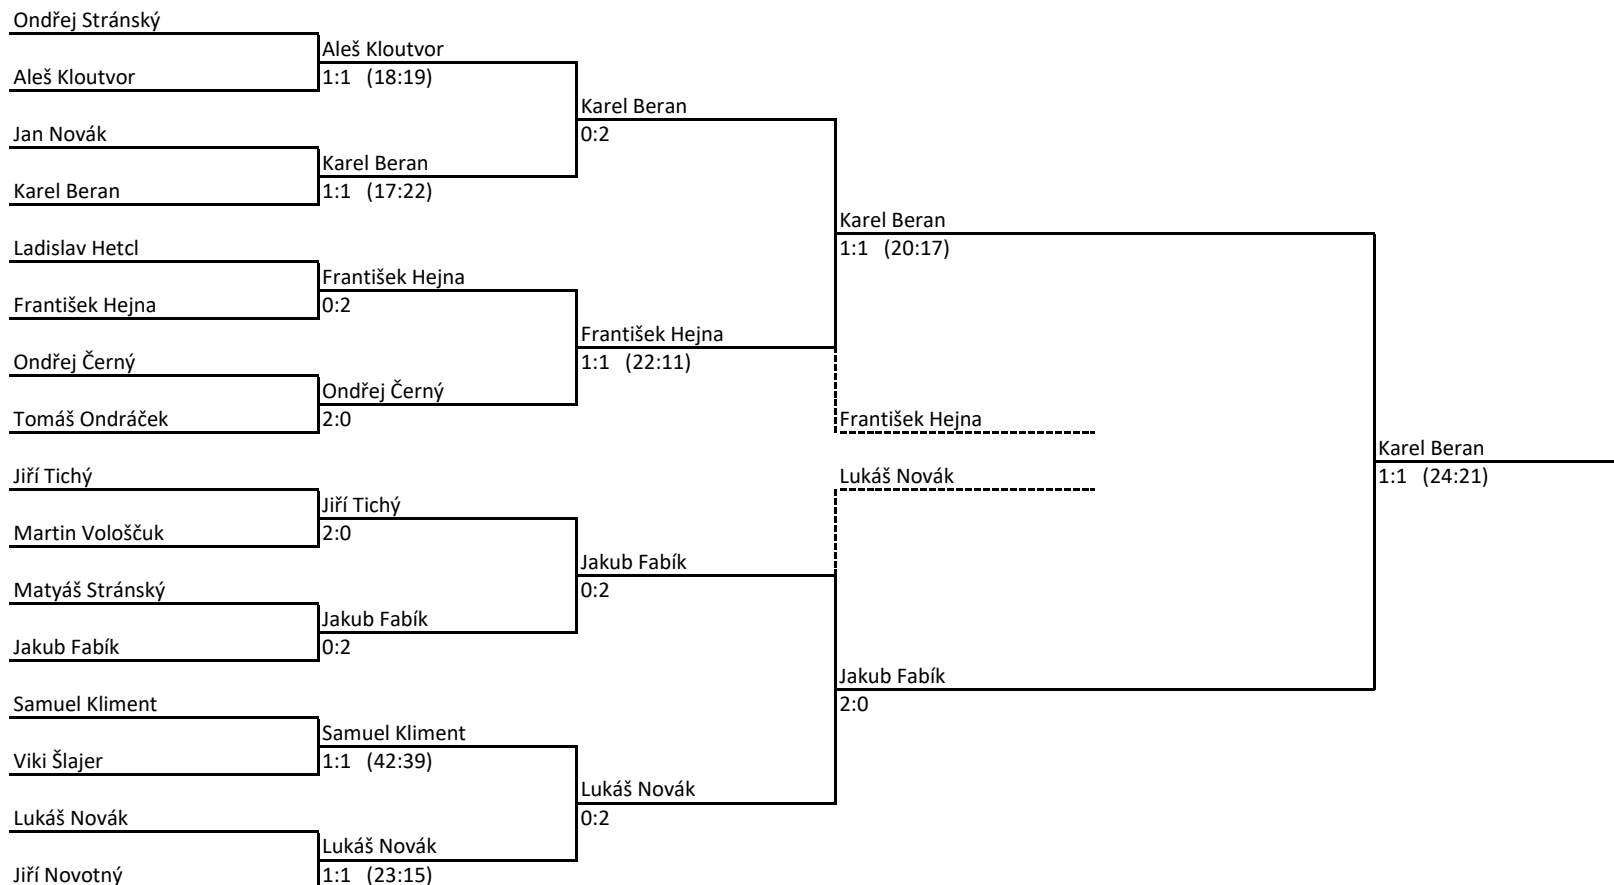 Ondřej Stránský
Aleš Kloutvor
Aleš Kloutvor
1:1 (18:19)
Karel Beran
Jan Novák
0:2
Karel Beran
Karel Beran
1:1 (17:22)
Karel Beran
Ladislav Hetcl
1:1 (20:17)
František Hejna
František Hejna
0:2
František Hejna
Ondřej Černý
1:1 (22:11)
Ondřej Černý
Tomáš Ondráček
2:0
František Hejna
Karel Beran
Jiří Tichý
Lukáš Novák
1:1 (24:21)
Jiří Tichý
Martin Vološčuk
2:0
Jakub Fabík
Matyáš Stránský
0:2
Jakub Fabík
Jakub Fabík
0:2
Jakub Fabík
Samuel Kliment
2:0
Samuel Kliment
Viki Šlajer
1:1 (42:39)
Lukáš Novák
Lukáš Novák
0:2
Lukáš Novák
Jiří Novotný
1:1 (23:15)